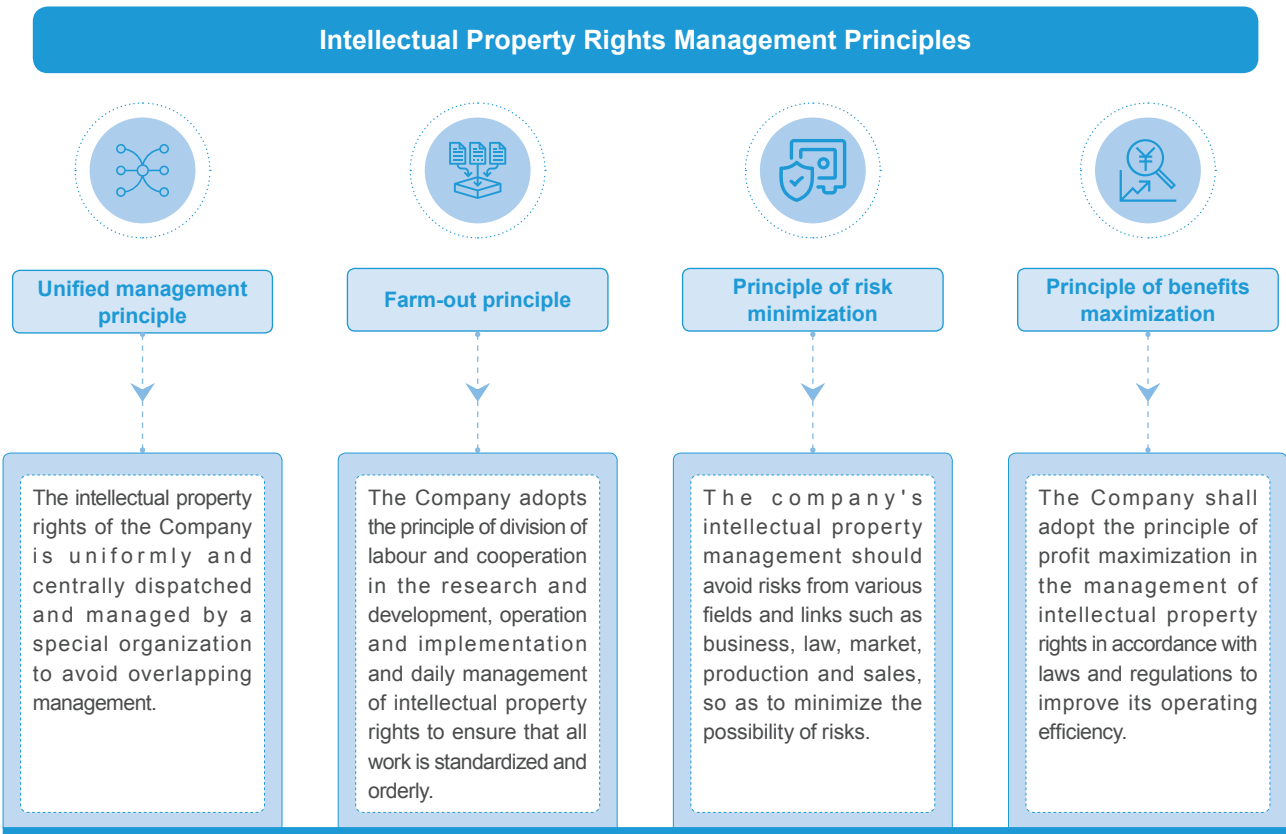 Intellectual Property Rights Management Principles
Unified management
principle
Farm-out principle
Principle of risk
minimization
Principle of benefits
maximization
The intellectual property
rights of the Company
is uniformly and
centrally dispatched
and managed by a
special organization
to avoid overlapping
management.
The Company adopts
the principle of division of
labour and cooperation
in the research and
development, operation
and implementation
and daily management
of intellectual property
rights to ensure that all
work is standardized and
orderly.
The company's
intellectual property
management should
avoid risks from various
fields and links such as
business, law, market,
production and sales,
so as to minimize the
possibility of risks.
The Company shall
adopt the principle of
profit maximization in
the management of
intellectual property
rights in accordance with
laws and regulations to
improve its operating
efficiency.